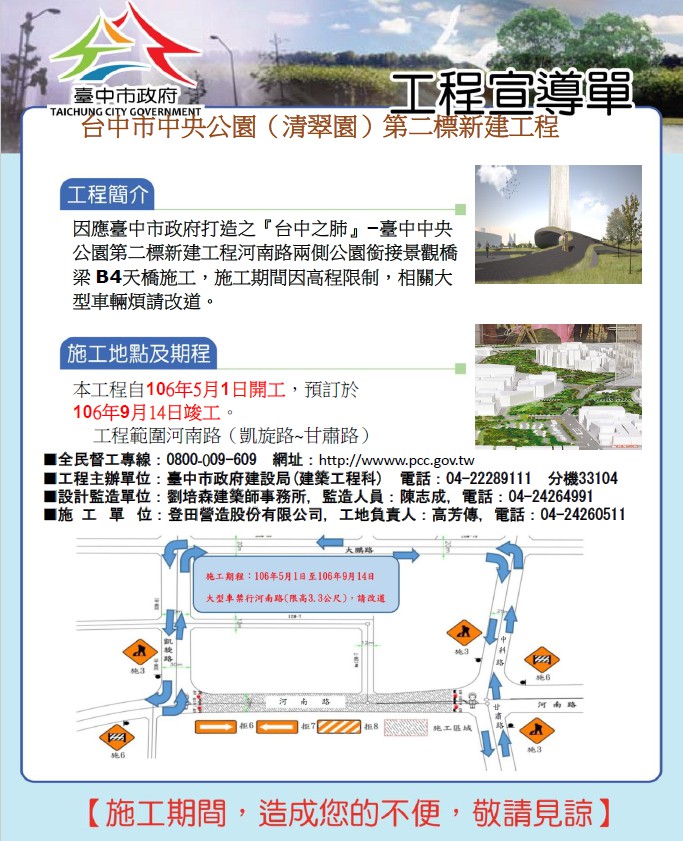 臺中市政府
TAICHUNG CITY GOVERNMENT
工程宣導單
台中市中央公園（清翠園）第二標新建工程
工程簡介
因應臺中市政府打造之『台中之肺』–臺中中央
公園第二標新建工程河南路兩側公園銜接景觀橋
梁 B4天橋施工，施工期間因高程限制，相關大
型車輛煩請改道。
施工地點及期程
本工程自106年5月1日開工，預訂於
106年9月14日竣工。
工程範圍河南路（凱旋路~甘肅路）
■全民督工專線：0800-009-609 網址：http://wwww.pcc.gov.tw
■工程主辦單位：臺中市政府建設局(建築工程科) 電話：04-22289111 分機33104
■設計監造單位：劉培森建築師事務所, 監造人員：陳志成, 電話：04-24264991
■施 工 單 位：登田營造股份有限公司, 工地負責人：高芳傳, 電話：04-24260511
大鵬路
施工期程：106年5月1日至106年9月14日
大型車禁行河南路(限高3.3公尺)，請改道
凱旋路
中科路
施3
施3
施6
河南路
河南路
甘肅路
拒6
拒7
拒8
施工區域
施6
施3
【施工期間，造成您的不便，敬請見諒】